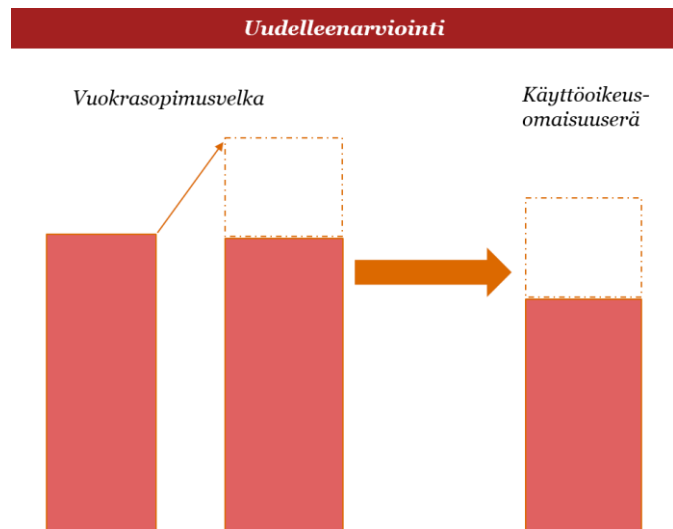 Uudelleenarviointi
Vuokrasopimusvelka
Käyttöoikeus-
omaisuuserä